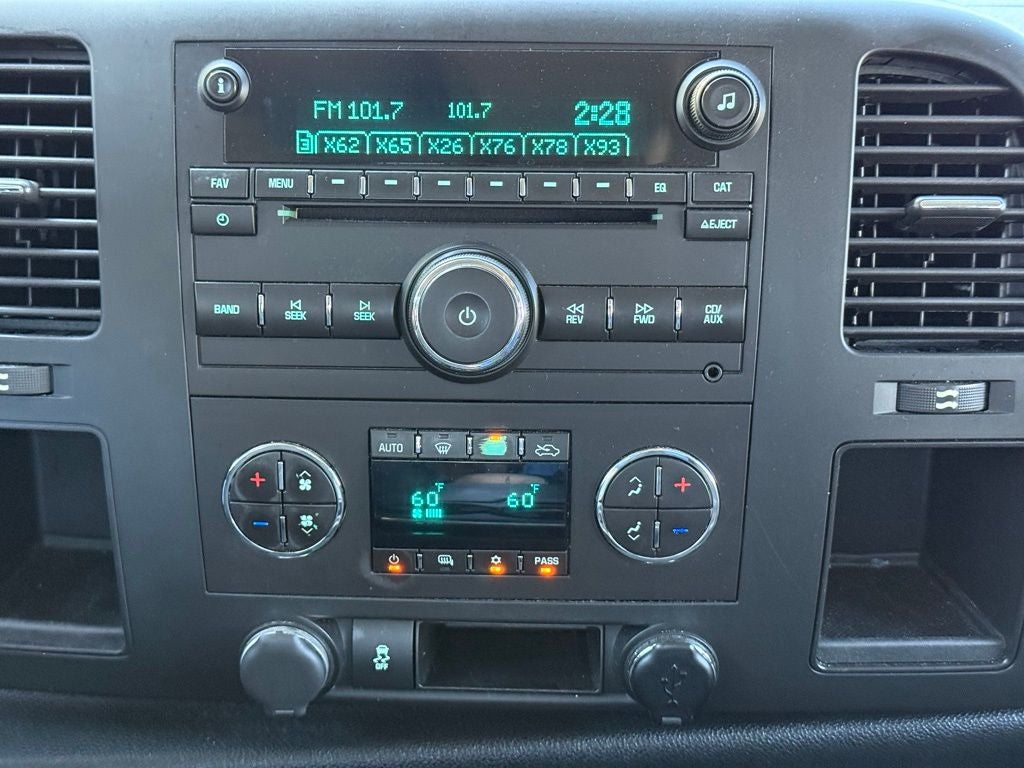 i
FM 101.7 101.7 2:28
X62 X65 X26 X76 X78 X93
FAV MENU EQ CAT
▲EJECT
BAND SEEK SEEK REV FWD CD/
AUX
AUTO
60°F 60°F
PASS
OFF